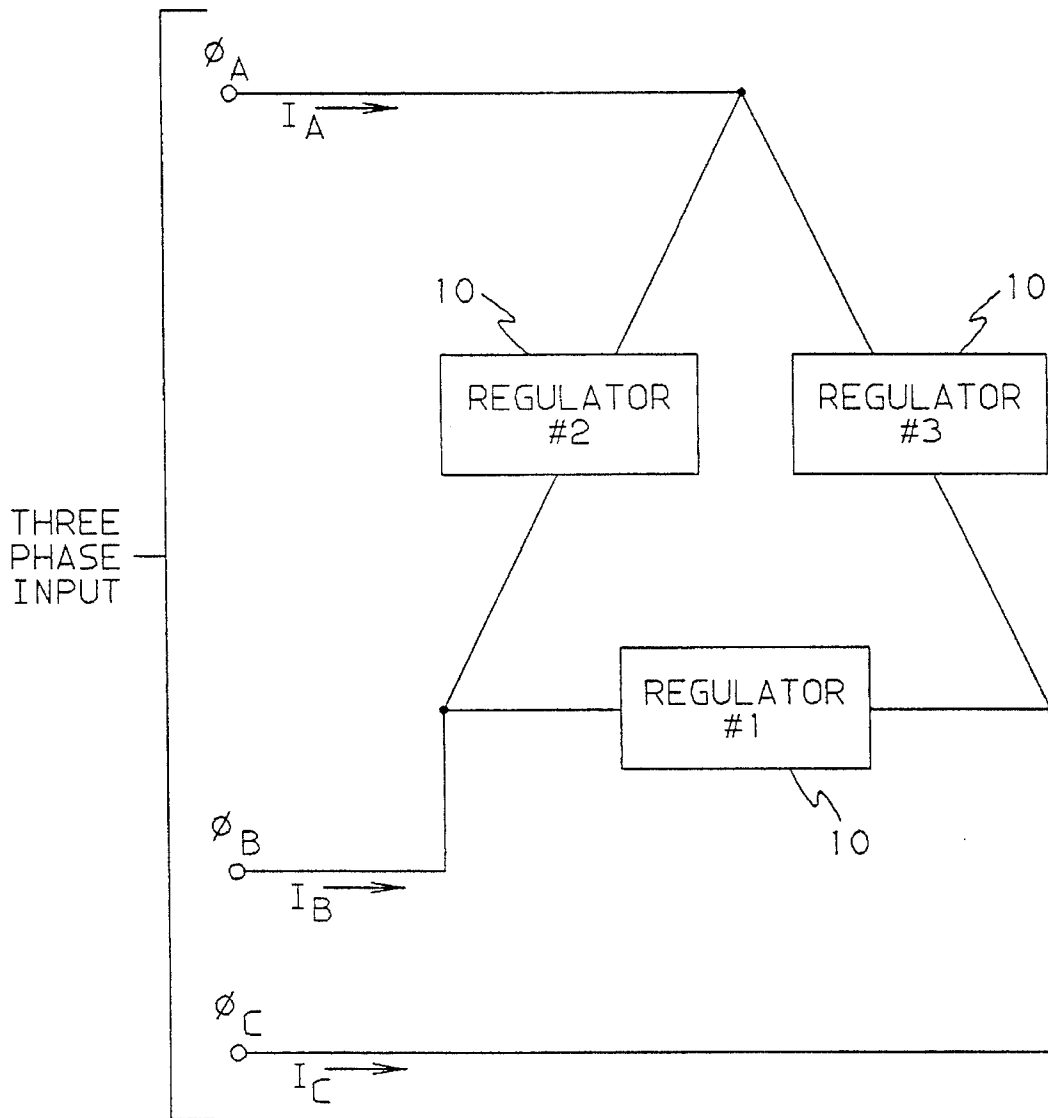 ØA
IA
10
10
REGULATOR
#2
REGULATOR
#3
THREE
PHASE
INPUT
REGULATOR
#1
10
ØB
IB
ØC
IC